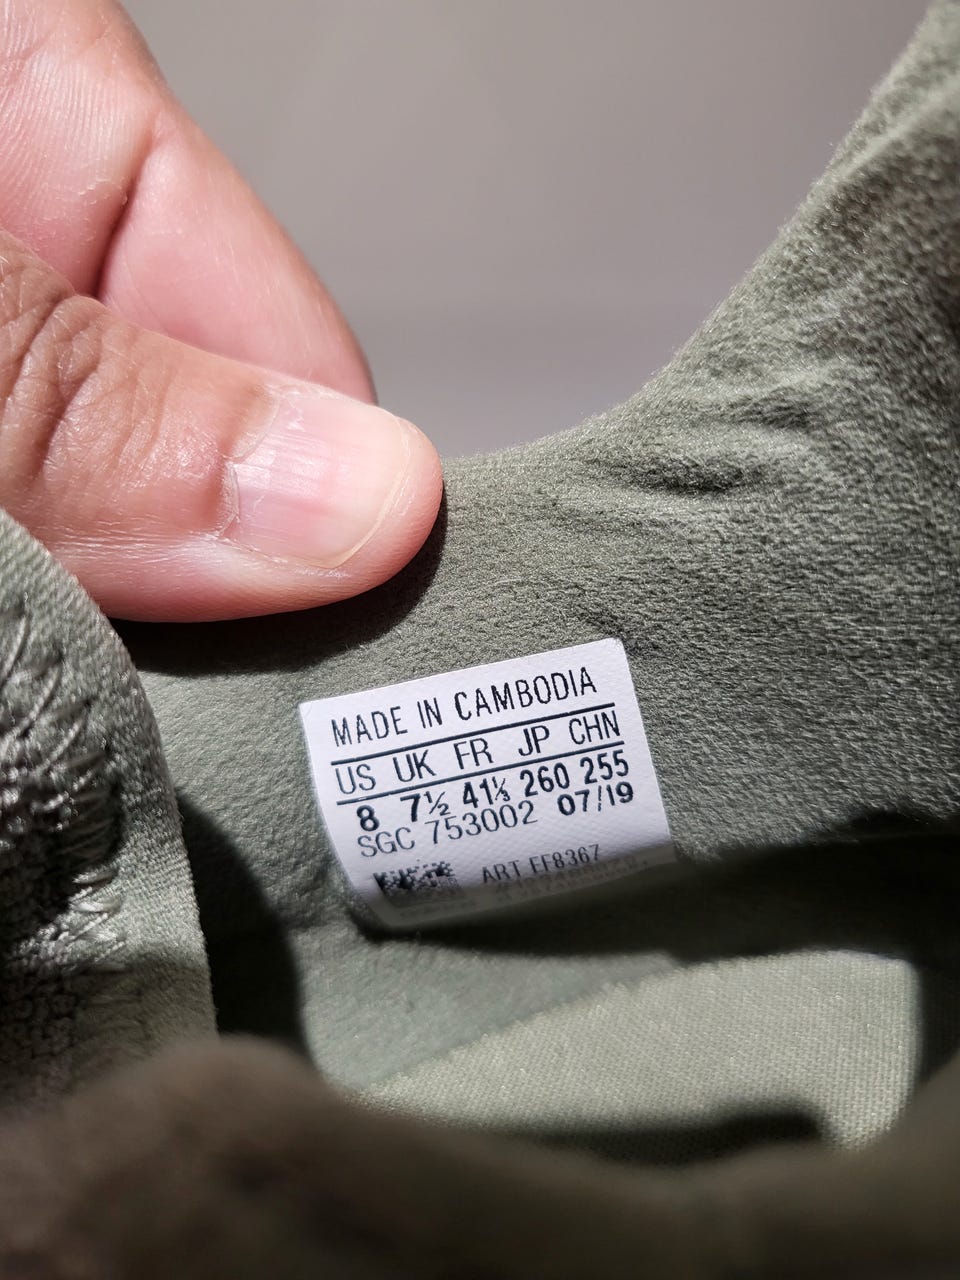 MADE IN CAMBODIA
US UK FR JP CHN
8 7½ 41⅓ 260 255
SGC 753002 07/19
ART FF8367